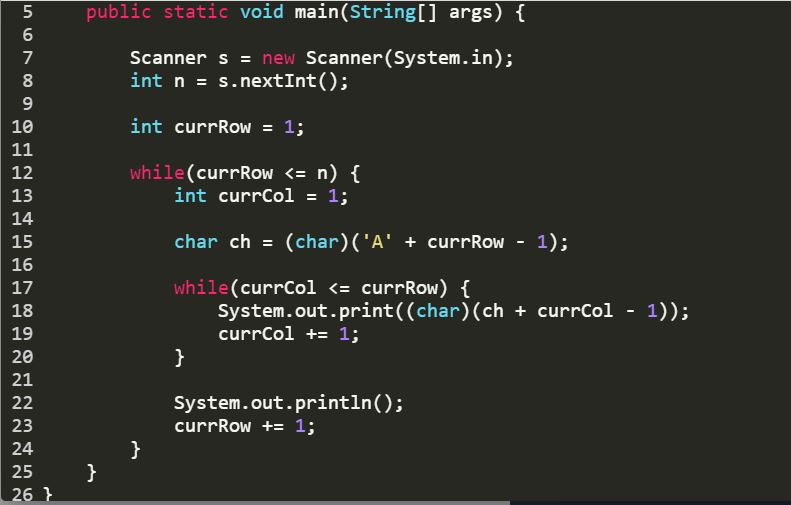 5 public static void main(String[] args) {
6
7 Scanner s = new Scanner(System.in);
8 int n = s.nextInt();
9
10 int currRow = 1;
11
12 while(currRow <= n) {
13 int currCol = 1;
14
15 char ch = (char)('A' + currRow - 1);
16
17 while(currCol <= currRow) {
18 System.out.print((char)(ch + currCol - 1));
19 currCol += 1;
20 }
21
22 System.out.println();
23 currRow += 1;
24 }
25 }
26 }